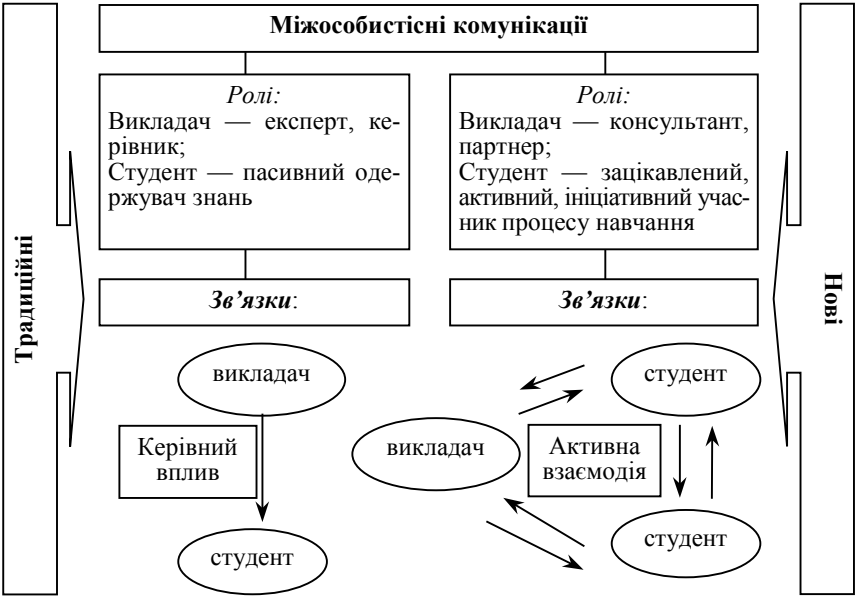 Міжособистісні комунікації
Традиційні
Ролі:
Викладач — експерт, ке-
рівник;
Студент — пасивний оде-
ржувач знань
Зв’язки:
викладач
Керівний
вплив
студент
Ролі:
Викладач — консультант,
партнер;
Студент — зацікавлений,
активний, ініціативний учас-
ник процесу навчання
Зв’язки:
студент
викладач
Активна
взаємодія
студент
Нові